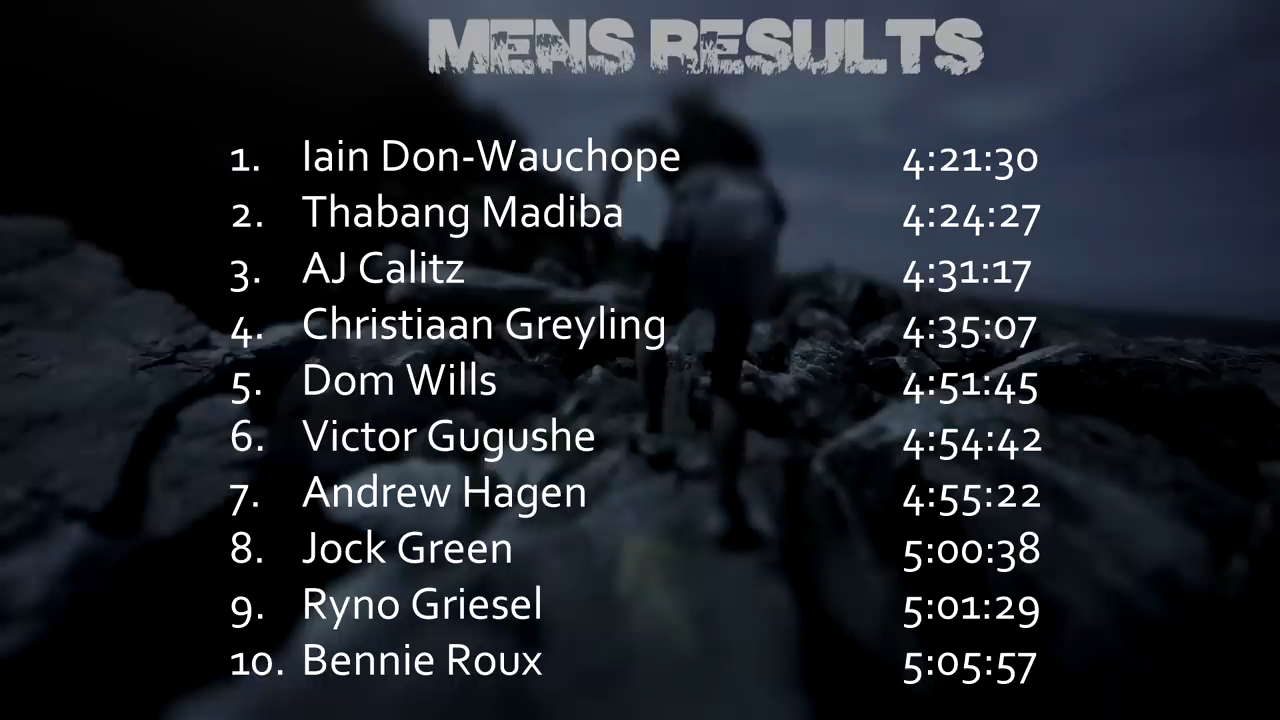 MENS RESULTS
1. Iain Don-Wauchope 4:21:30
2. Thabang Madiba 4:24:27
3. AJ Calitz 4:31:17
4. Christiaan Greyling 4:35:07
5. Dom Wills 4:51:45
6. Victor Gugushe 4:54:42
7. Andrew Hagen 4:55:22
8. Jock Green 5:00:38
9. Ryno Griesel 5:01:29
10. Bennie Roux 5:05:57